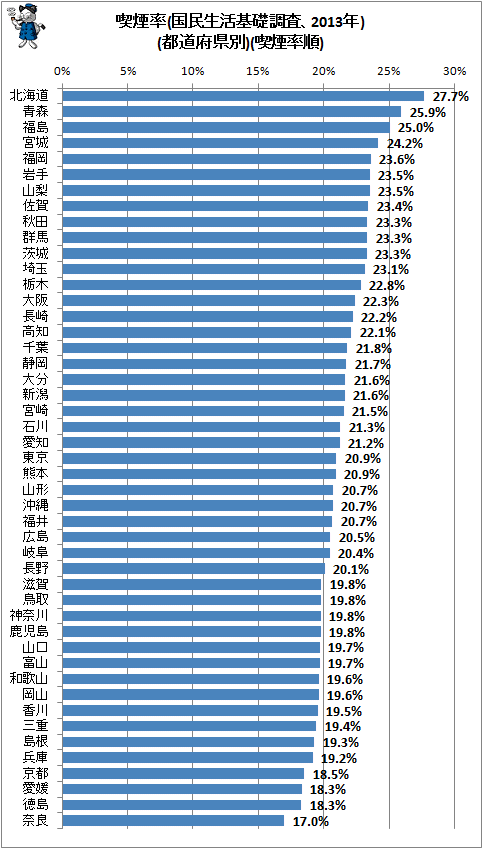 喫煙率(国民生活基礎調査、2013年)
(都道府県別)(喫煙率順)
0% 5% 10% 15% 20% 25% 30%
北海道 27.7%
青森 25.9%
福島 25.0%
宮城 24.2%
福岡 23.6%
岩手 23.5%
山梨 23.5%
佐賀 23.4%
秋田 23.3%
群馬 23.3%
茨城 23.3%
埼玉 23.1%
栃木 22.8%
大阪 22.3%
長崎 22.2%
高知 22.1%
千葉 21.8%
静岡 21.7%
大分 21.6%
新潟 21.6%
宮崎 21.5%
石川 21.3%
愛知 21.2%
東京 20.9%
熊本 20.9%
山形 20.7%
沖縄 20.7%
福井 20.7%
広島 20.5%
岐阜 20.4%
長野 20.1%
滋賀 19.8%
鳥取 19.8%
神奈川 19.8%
鹿児島 19.8%
山口 19.7%
富山 19.7%
和歌山 19.6%
岡山 19.6%
香川 19.5%
三重 19.4%
島根 19.3%
兵庫 19.2%
京都 18.5%
愛媛 18.3%
徳島 18.3%
奈良 17.0%